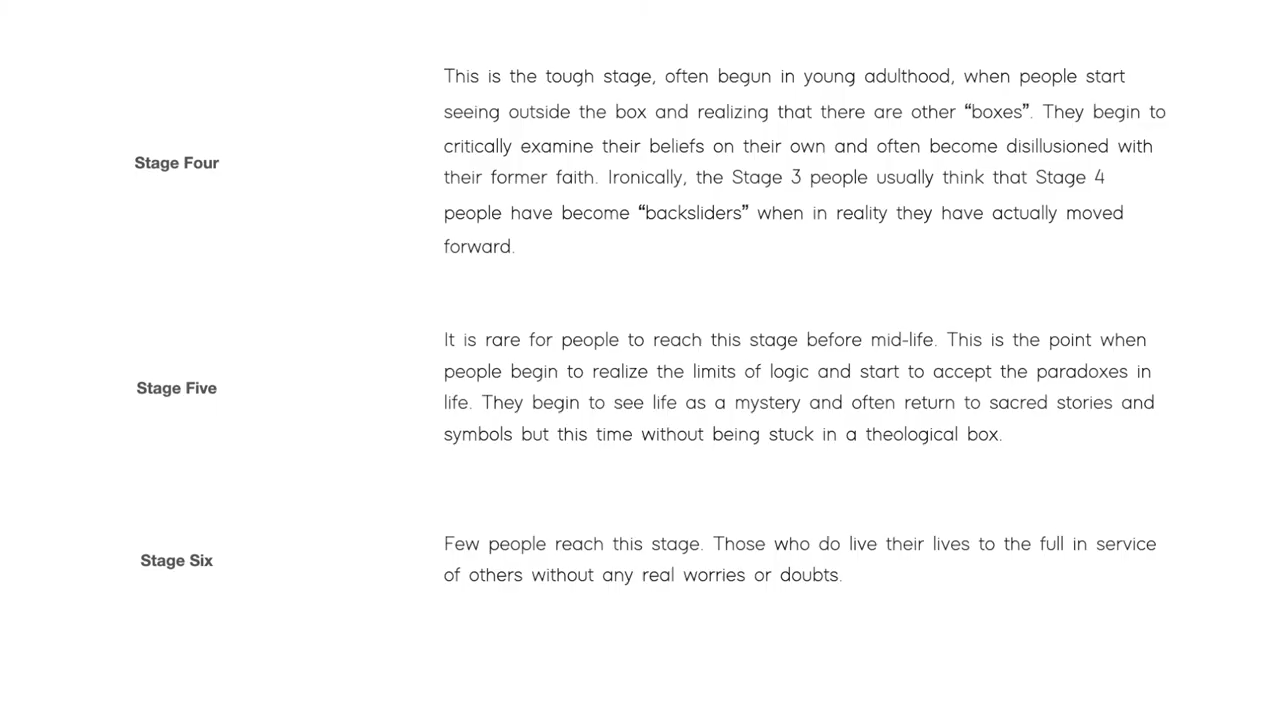 This is the tough stage, often begun in young adulthood, when people start
seeing outside the box and realizing that there are other “boxes”. They begin to
critically examine their beliefs on their own and often become disillusioned with
Stage Four
their former faith. Ironically, the Stage 3 people usually think that Stage 4
people have become “backsliders” when in reality they have actually moved
forward.
It is rare for people to reach this stage before mid-life. This is the point when
people begin to realize the limits of logic and start to accept the paradoxes in
Stage Five
life. They begin to see life as a mystery and often return to sacred stories and
symbols but this time without being stuck in a theological box.
Few people reach this stage. Those who do live their lives to the full in service
Stage Six
of others without any real worries or doubts.